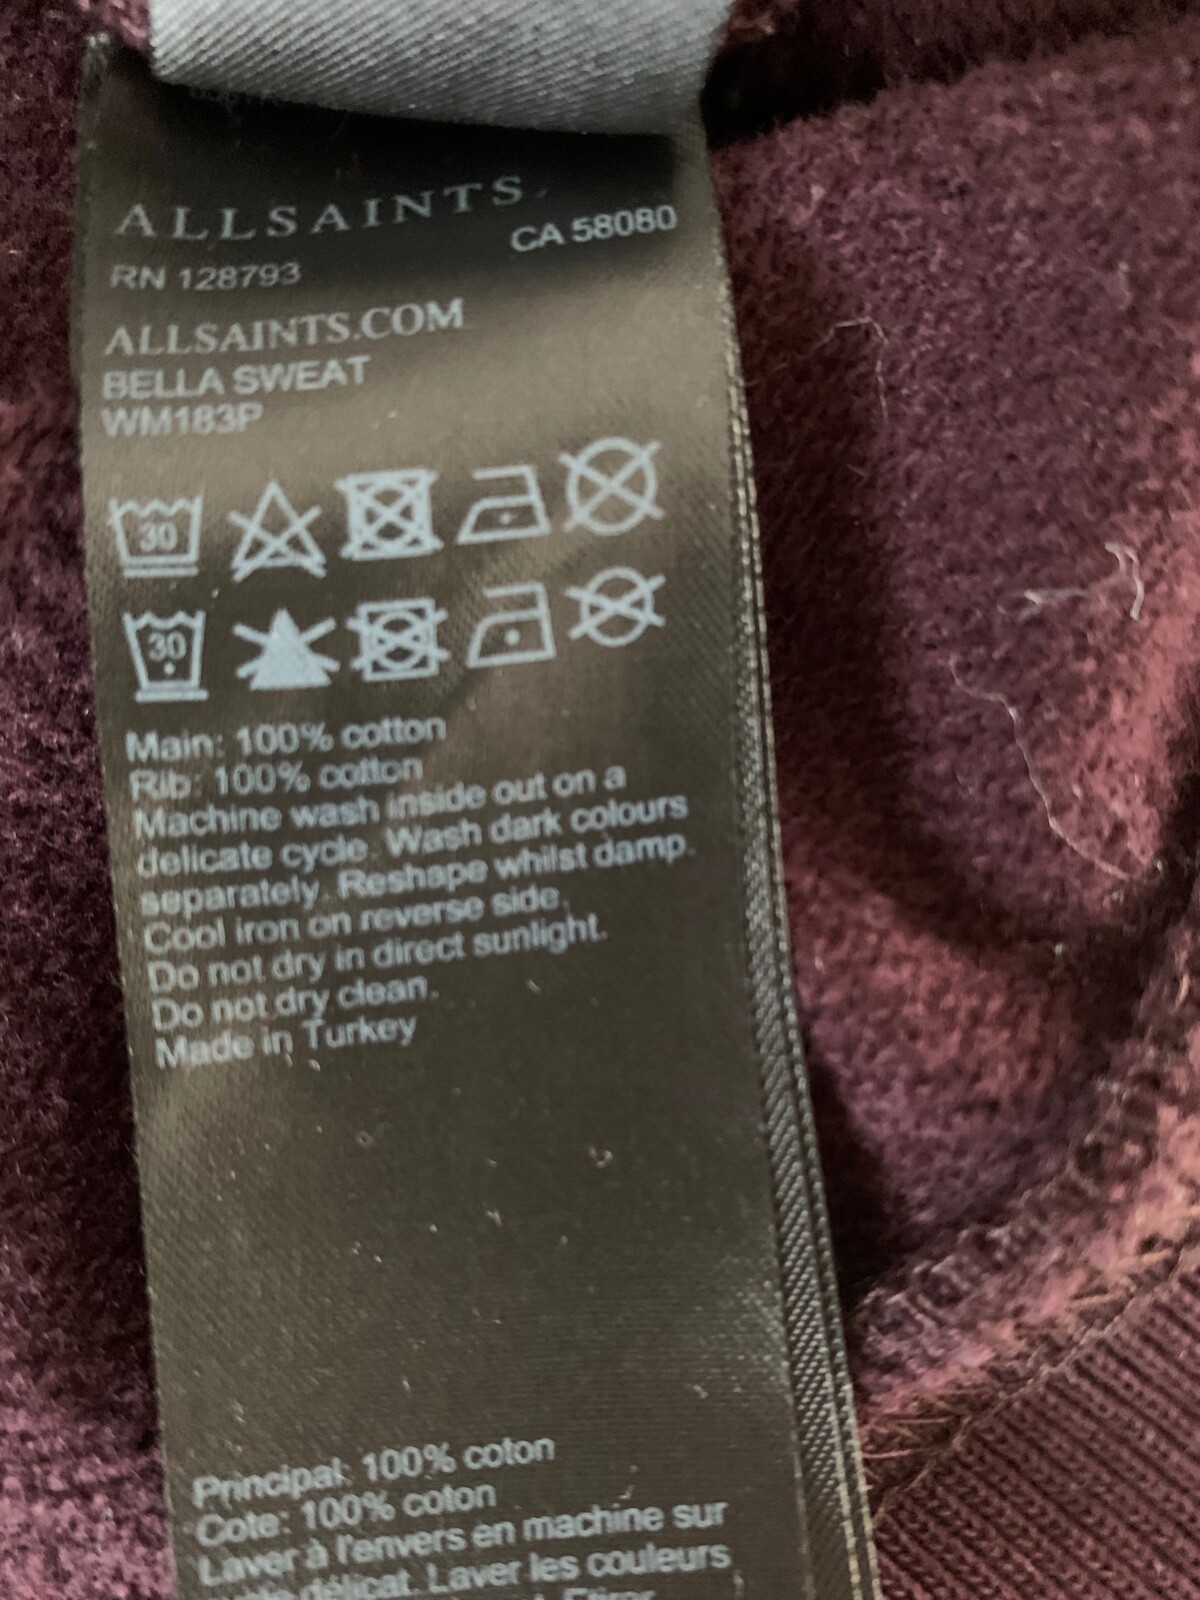 ALLSAINTS
CA 58080
RN 128793
ALLSAINTS.COM
BELLA SWEAT
WM183P
30
30
Main: 100% cotton
Rib: 100% cotton
Machine wash inside out on a
delicate cycle. Wash dark colours
separately. Reshape whilst damp.
Cool iron on reverse side.
Do not dry in direct sunlight.
Do not dry clean.
Made in Turkey
Principal: 100% coton
Cote: 100% coton
Laver à l'envers en machine sur
délicat. Laver les couleurs